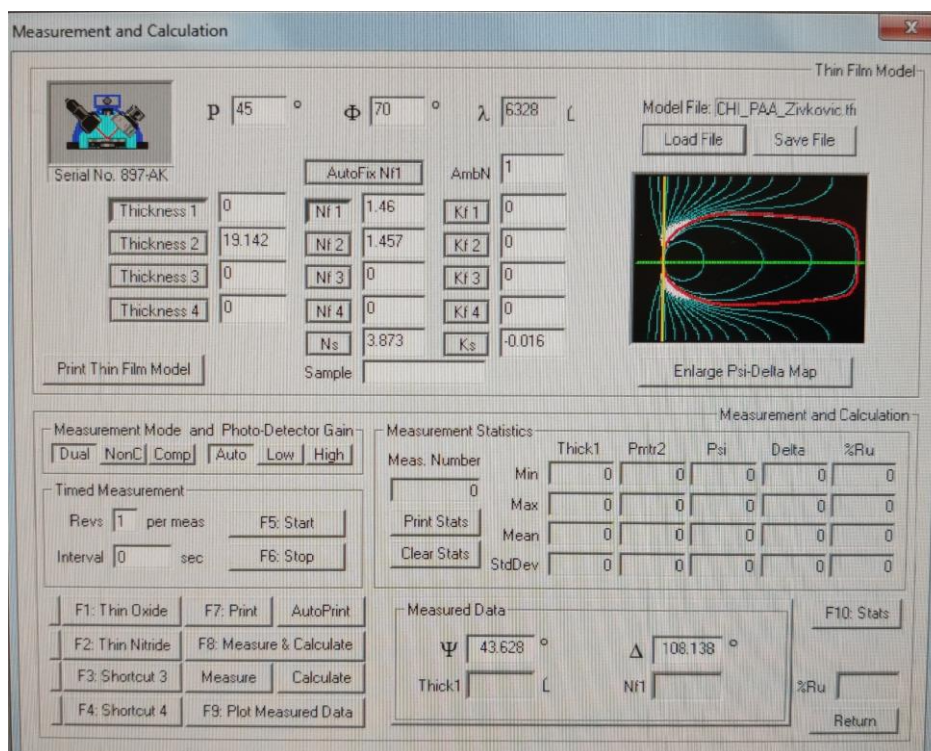 Measurement and Calculation
X
Thin Film Model
P 45 ° Φ 70 ° λ 6328 [
Model File: CHI_PAA_Zivkovic.tfi
Load File Save File
Serial No. 897-AK
AutoFix Nf1 AmbN 1
Thickness 1 0 Nf 1 1.46 Kf 1 0
Thickness 2 19.142 Nf 2 1.457 Kf 2 0
Thickness 3 0 Nf 3 0 Kf 3 0
Thickness 4 0 Nf 4 0 Kf 4 0
Ns 3.873 Ks -0.016
Print Thin Film Model Sample Enlarge Psi-Delta Map
Measurement and Calculation
Measurement Mode and Photo-Detector Gain
Dual NonC Comp Auto Low High
Timed Measurement
Revs 1 per meas F5: Start
Interval 0 sec F6: Stop
Measurement Statistics
Thick1 Pmtr2 Psi Delta %Ru
Meas. Number
0
Min 0 0 0 0 0
Max 0 0 0 0 0
Mean 0 0 0 0 0
StdDev 0 0 0 0 0
Print Stats
Clear Stats
F1: Thin Oxide F7: Print AutoPrint
F2: Thin Nitride F8: Measure & Calculate
F3: Shortcut 3 Measure Calculate
F4: Shortcut 4 F9: Plot Measured Data
Measured Data
Ψ 43.628 ° Δ 108.138 °
Thick1 [ Nf1
F10: Stats
%Ru
Return